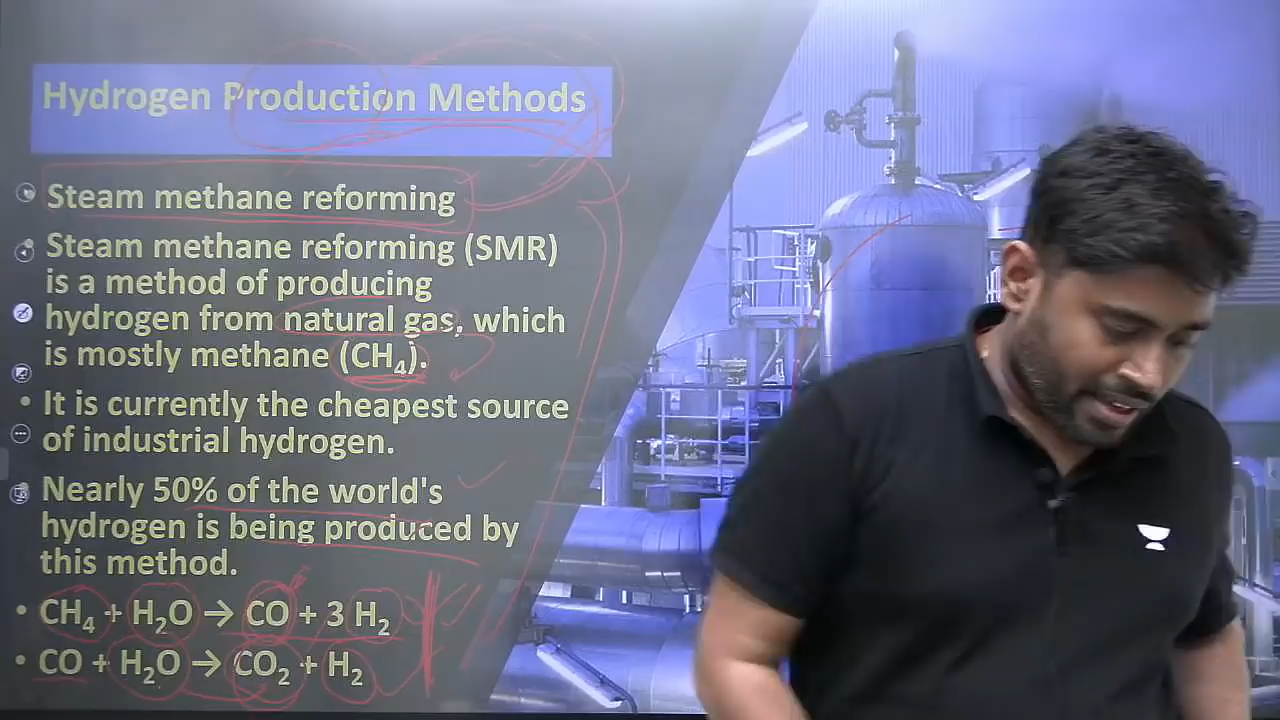 Hydrogen Production Methods
Steam methane reforming
Steam methane reforming (SMR)
is a method of producing
hydrogen from natural gas, which
is mostly methane (CH₄).
• It is currently the cheapest source
of industrial hydrogen.
Nearly 50% of the world's
hydrogen is being produced by
this method.
• CH₄ + H₂O → CO + 3 H₂
• CO + H₂O → CO₂ + H₂